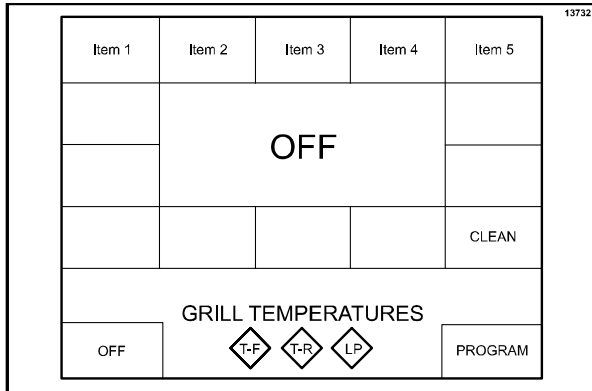 13732
Item 1 Item 2 Item 3 Item 4 Item 5
OFF
CLEAN
GRILL TEMPERATURES
OFF T-F T-R LP PROGRAM